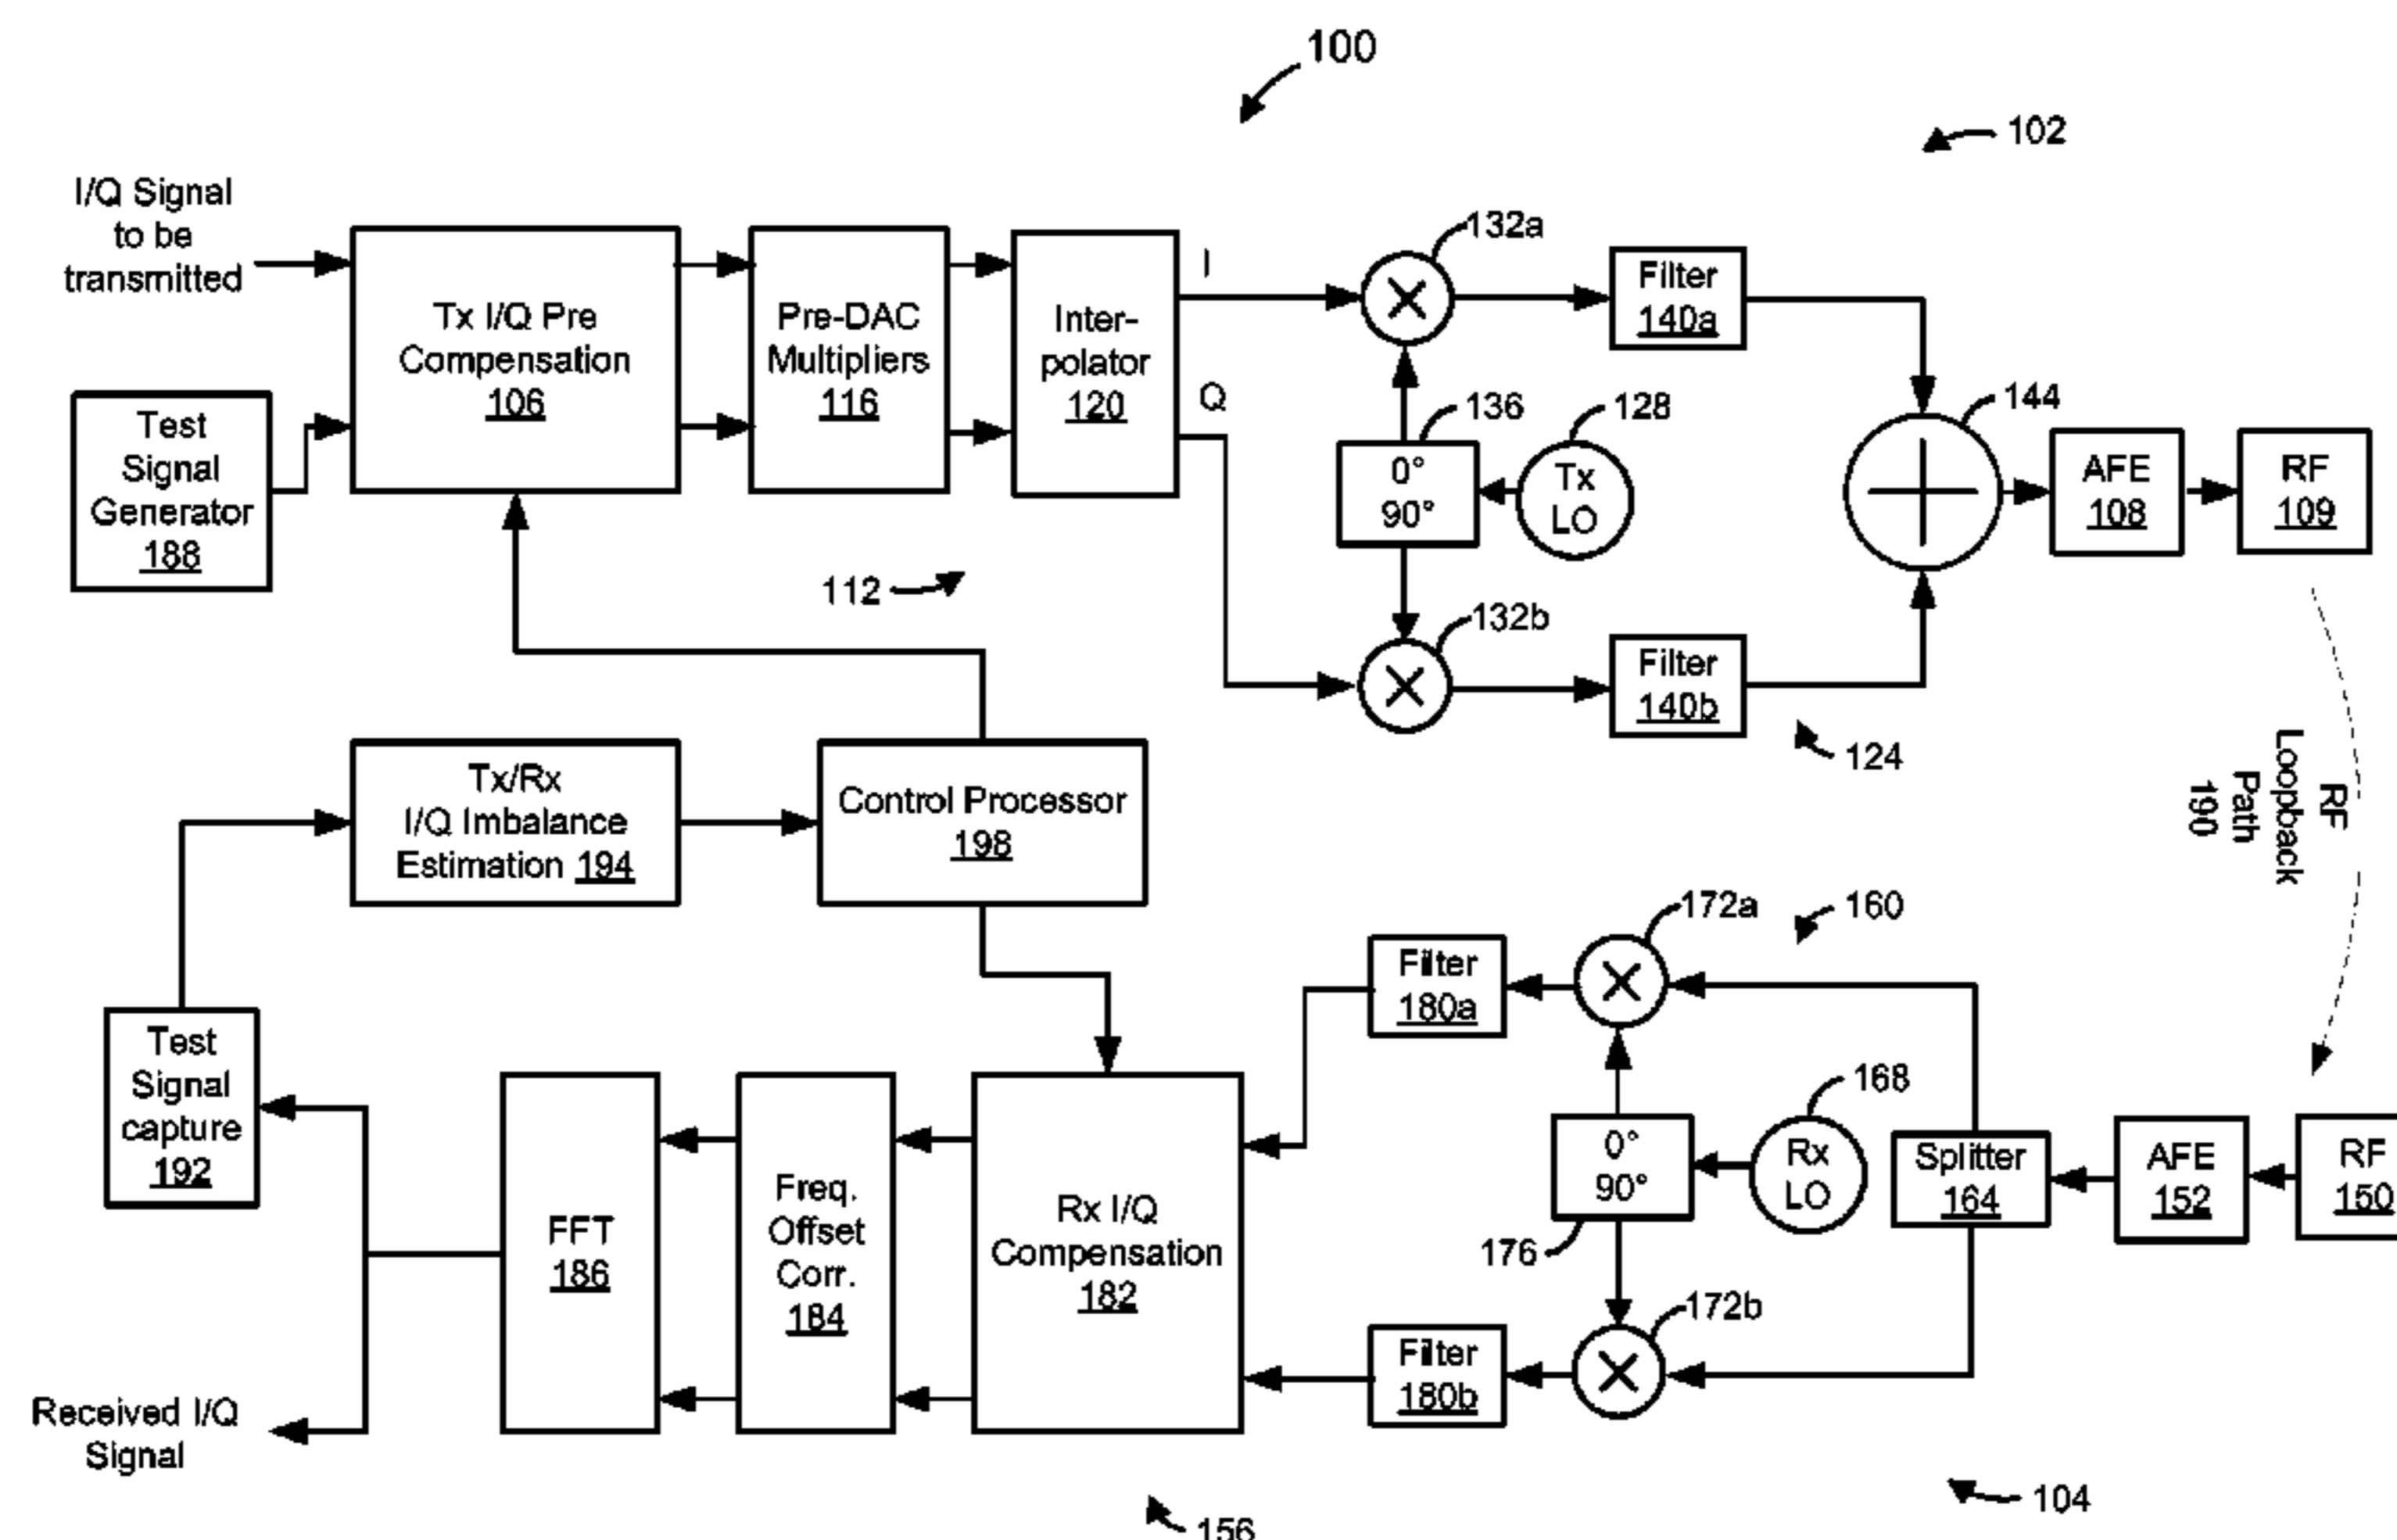 100
102
I/Q Signal
to be
transmitted
Tx I/Q Pre
Compensation
106
Pre-DAC
Multipliers
116
Inter-
polator
120
I
Q
132a
Filter
140a
136
128
0°
90°
Tx
LO
144
AFE
108
RF
109
Test
Signal
Generator
188
112
132b
Filter
140b
124
RF
Loopback
Path
190
Tx/Rx
I/Q Imbalance
Estimation 194
Control Processor
198
172a
160
Filter
180a
168
0°
90°
Rx
LO
Splitter
164
AFE
152
RF
150
176
172b
Filter
180b
Test
Signal
capture
192
FFT
186
Freq.
Offset
Corr.
184
Rx I/Q
Compensation
182
Received I/Q
Signal
156
104